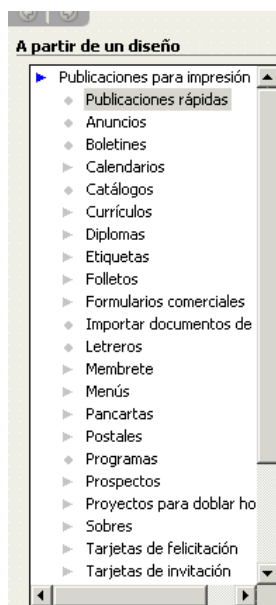 A partir de un diseño
Publicaciones para impresión
Publicaciones rápidas
Anuncios
Boletines
Calendarios
Catálogos
Currículos
Diplomas
Etiquetas
Folletos
Formularios comerciales
Importar documentos de
Letreros
Membrete
Menús
Pancartas
Postales
Programas
Prospectos
Proyectos para doblar ho
Sobres
Tarjetas de felicitación
Tarjetas de invitación